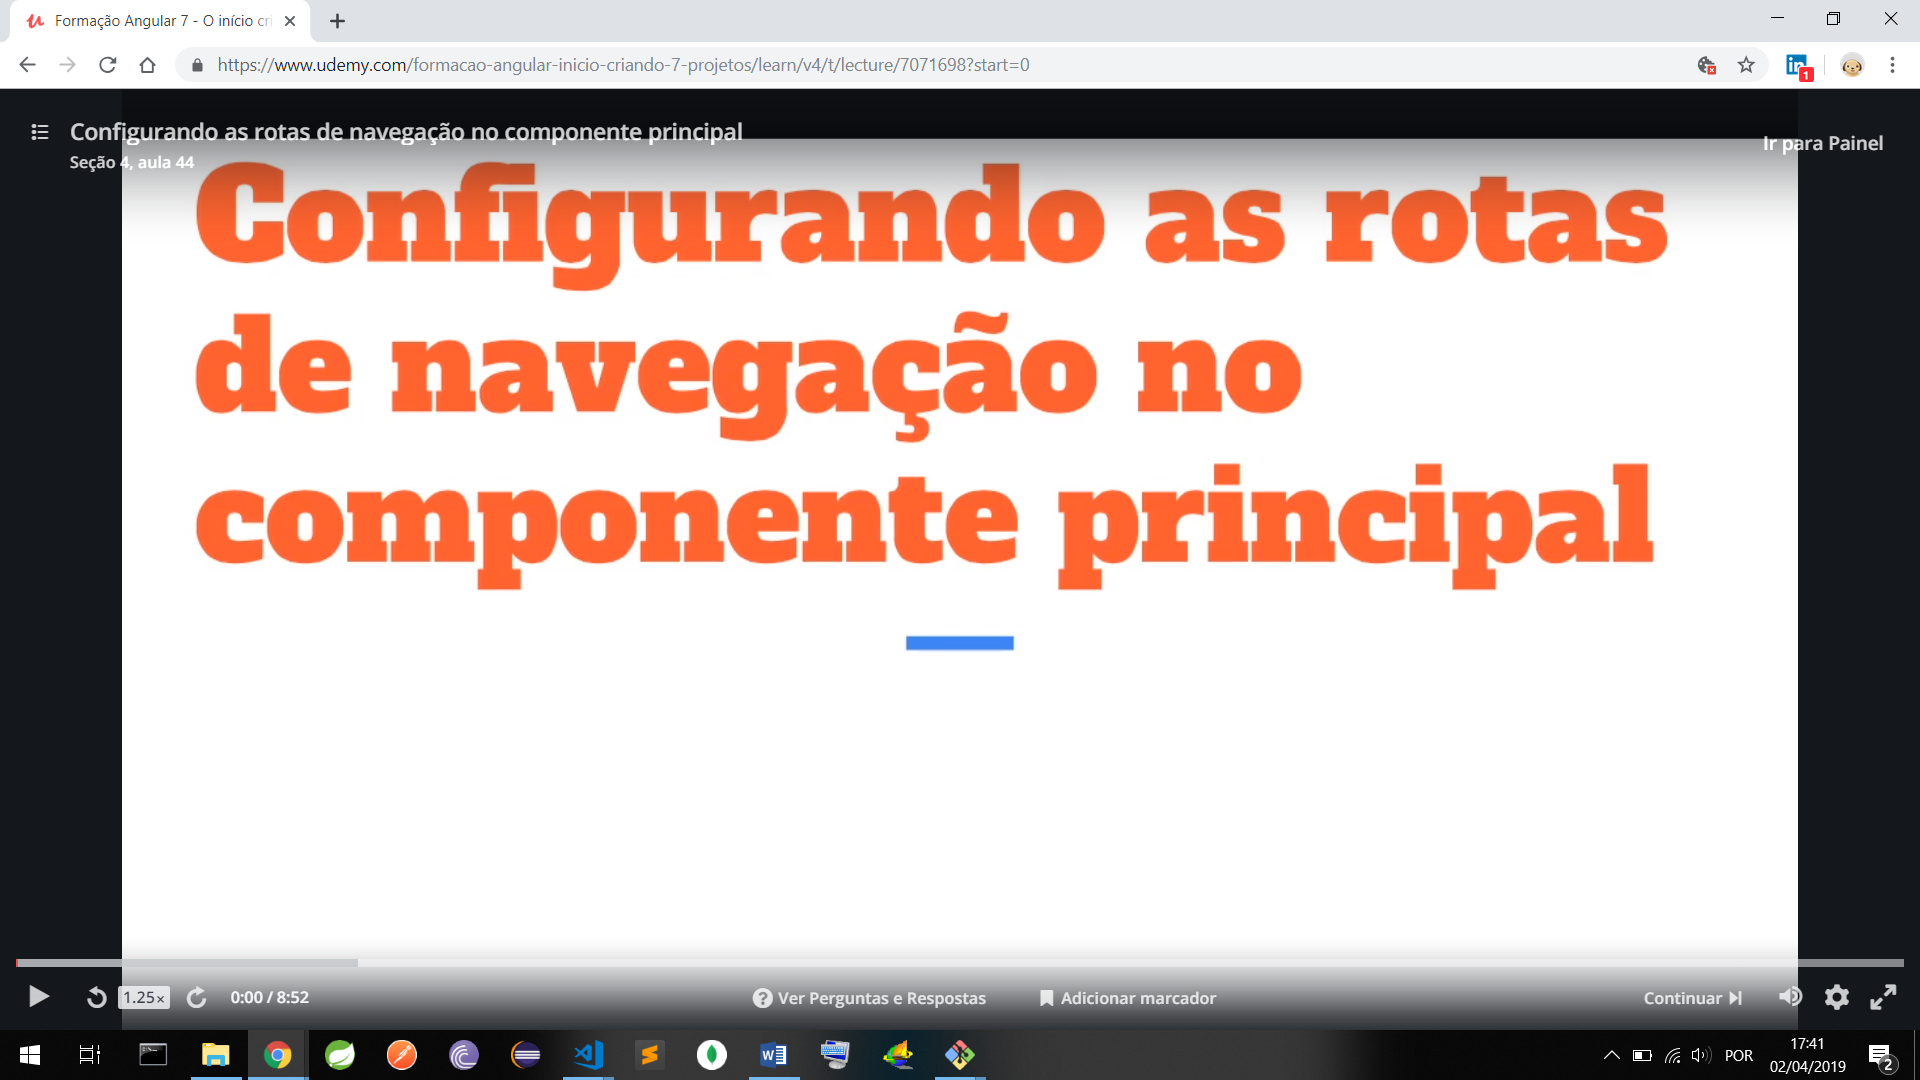 Formação Angular 7 - O início cri
https://www.udemy.com/formacao-angular-inicio-criando-7-projetos/learn/v4/t/lecture/7071698?start=0
in
1
Configurando as rotas de navegação no componente principal
Seção 4, aula 44
Ir para Painel
Configurando as rotas
de navegação no
componente principal
1.25x
0:00 / 8:52
? Ver Perguntas e Respostas
Adicionar marcador
Continuar
POR
17:41
02/04/2019
2